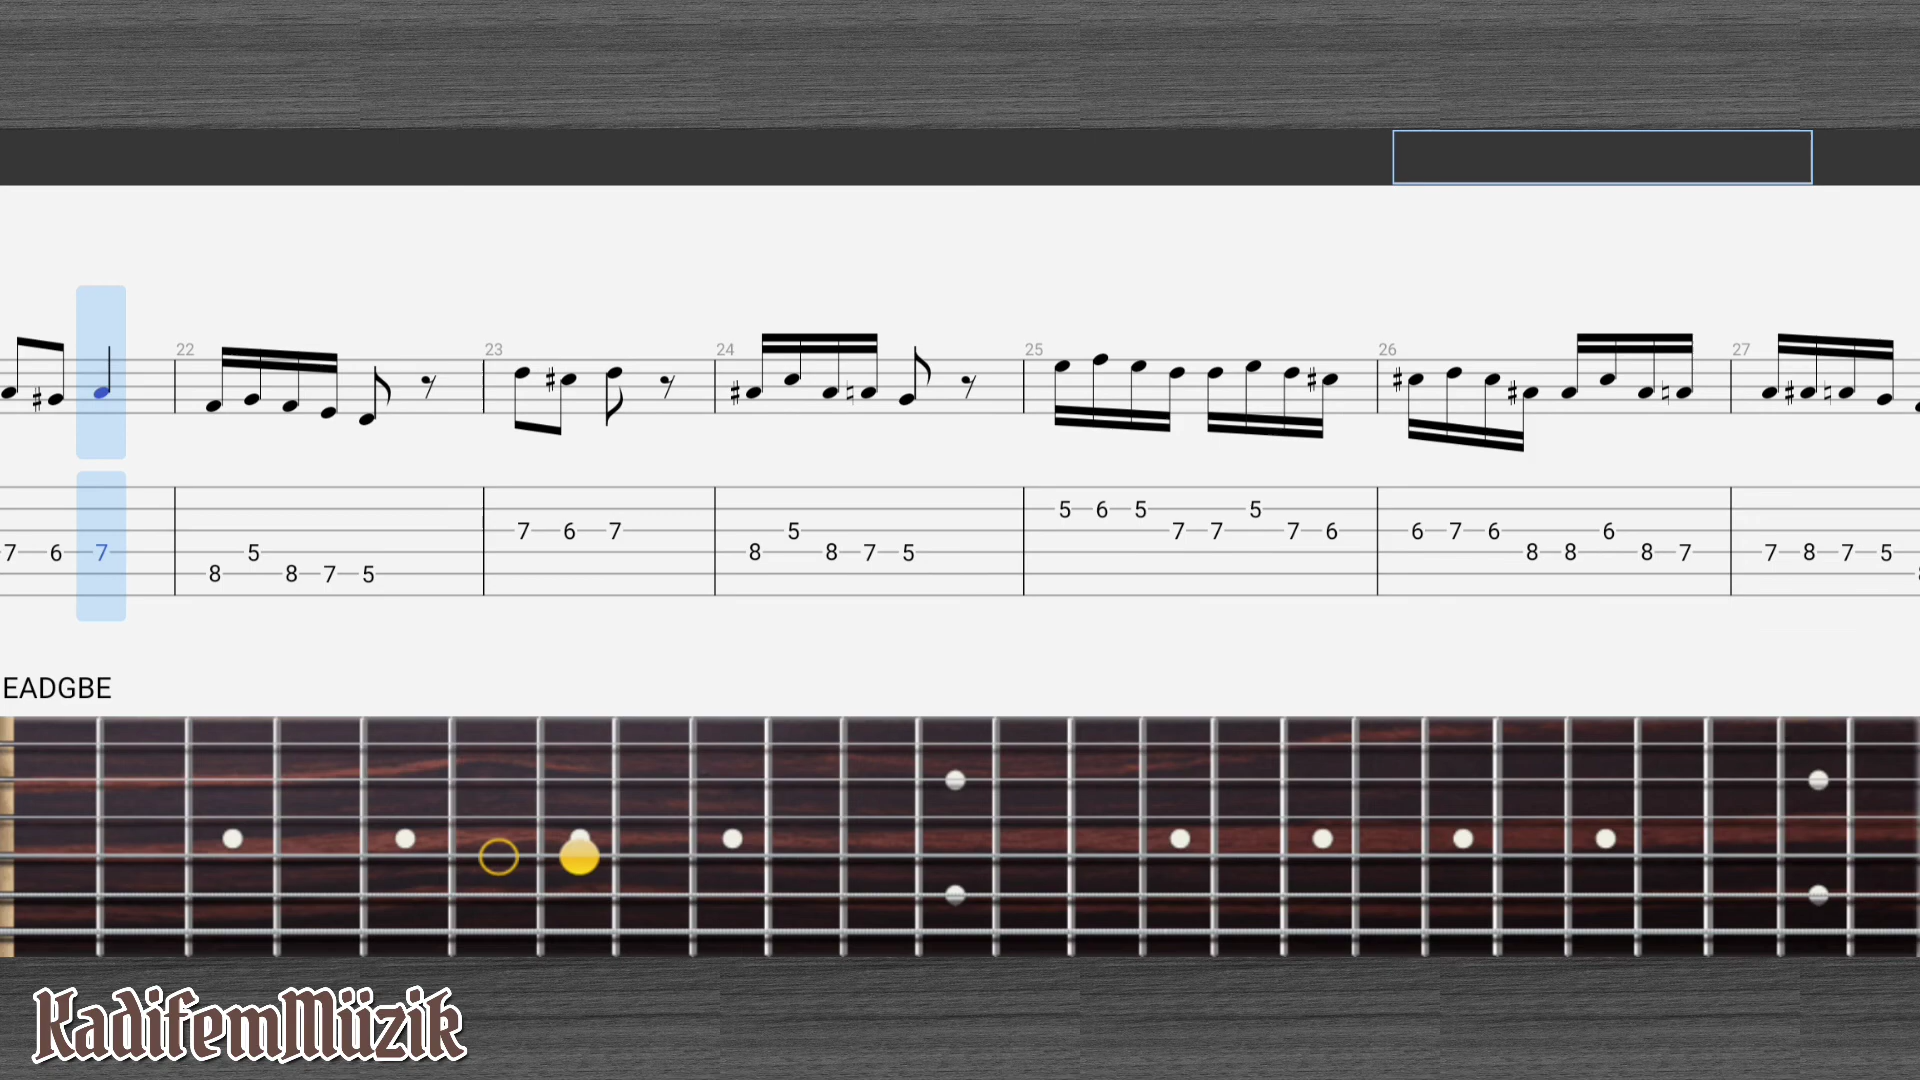 22 23 24 25 26 27
5 6 5 5
7 6 7 5 7 7 7 6 6 7 6 6
7 6 7 5 8 8 7 5 8 8 8 7 7 8 7 5
8 8 7 5
EADGBE
KadifemMüzik